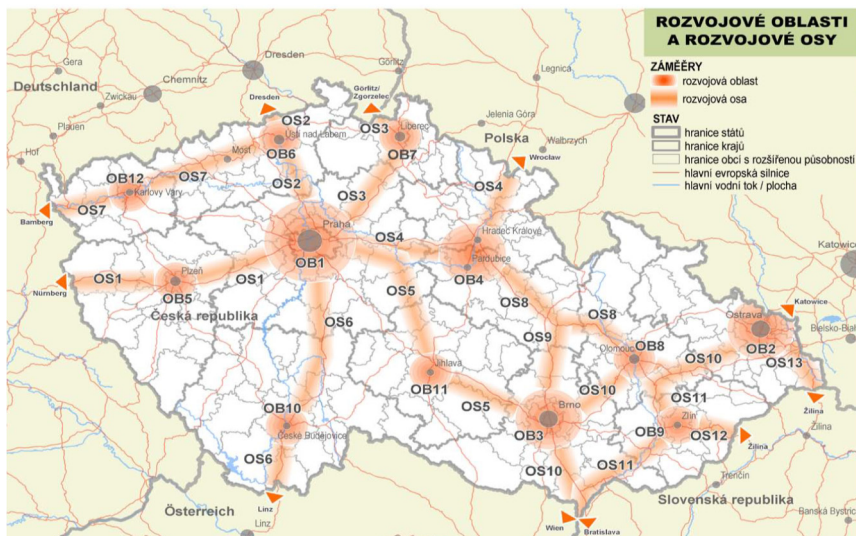 ROZVOJOVÉ OBLASTI
A ROZVOJOVÉ OSY
ZÁMĚRY
rozvojová oblast
rozvojová osa
STAV
hranice států
hranice krajů
hranice obcí s rozšířenou působností
hlavní evropská silnice
hlavní vodní tok / plocha
Dresden
Görlitz
Legnica
Gera
Deutschland
Chemnitz
Zwickau
Dresden
Görlitz/
Zgorzelec
Jelenia Góra
Plauen
OS2
OS3
Liberec
Polska
Wałbrzych
Hof
Ústí nad Labem
Most
OB6
OB7
Wrocław
OB12
OS7
OS2
OS3
OS4
Karlovy Vary
OS7
Bamberg
Praha
OS4
Hradec Králové
Katowice
OB1
Pardubice
OS1
Plzeň
OS1
OB4
Nürnberg
OB5
OS5
OS8
OS8
Katowice
Česká republika
OS6
Ostrava
OS9
Olomouc
OB8
OB2
Bielsko-Biała
Jihlava
OS10
OS13
OB11
OS10
OS11
OB10
OS5
Brno
Zlín
Žilina
České Budějovice
OB3
OB9
OS12
Žilina
Žilina
OS6
OS10
OS11
Trenčín
Linz
Slovenská republika
Österreich
Linz
Wien
Bratislava
Banská Bystrica